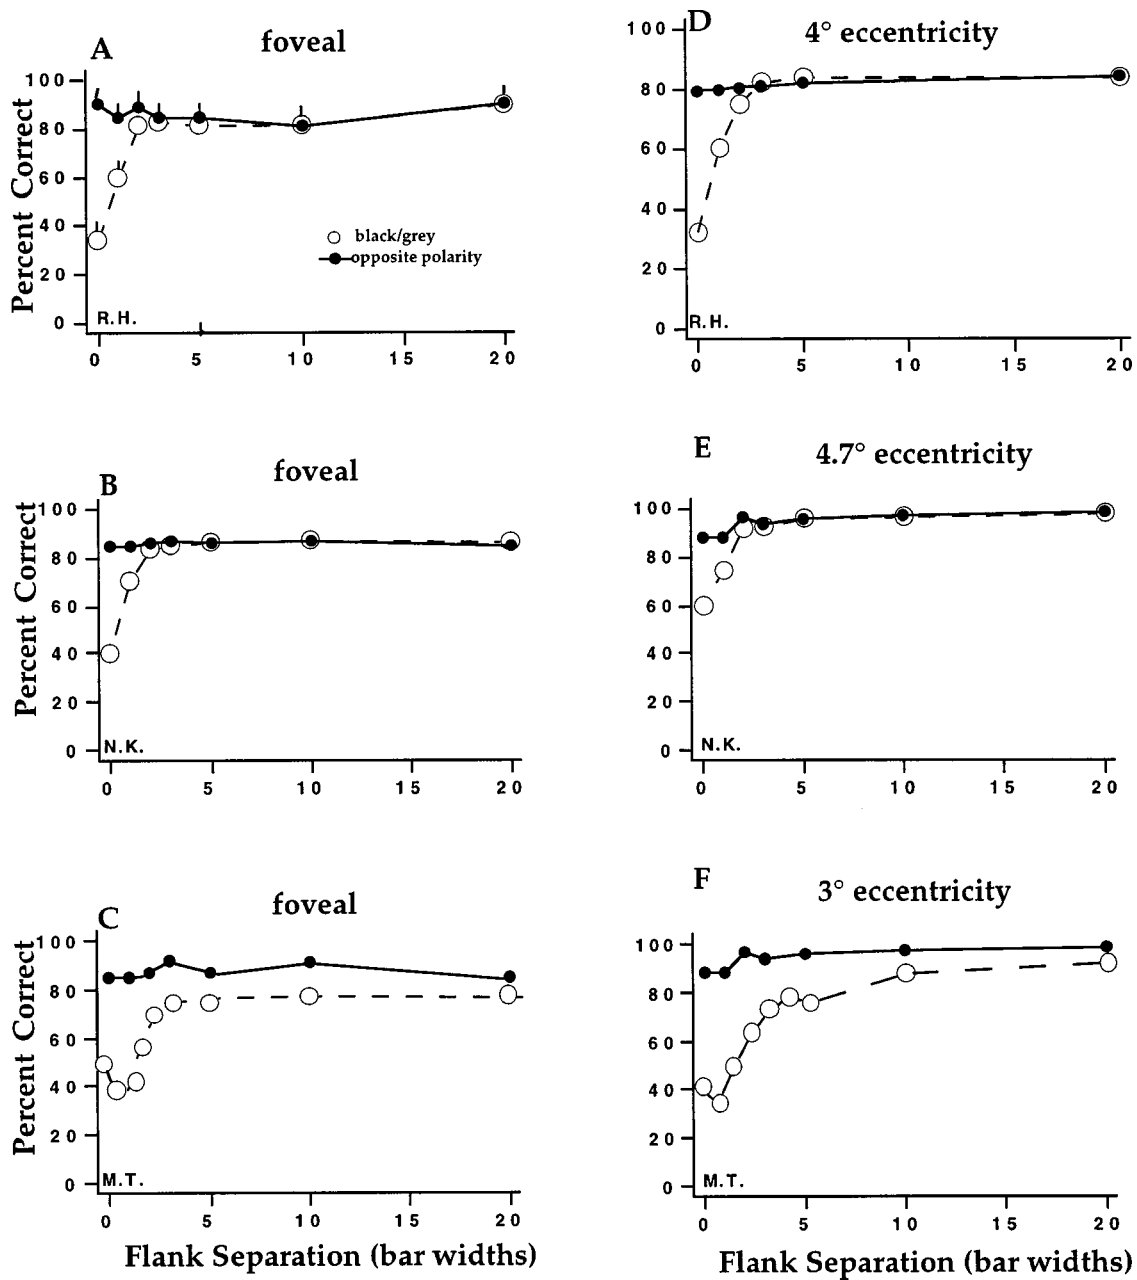 A
foveal
Percent Correct
100
80
60
40
20
0
black/grey
opposite polarity
R.H.
0 5 10 15 20
D
4° eccentricity
100
80
60
40
20
0
R.H.
0 5 10 15 20
B
foveal
Percent Correct
100
80
60
40
20
0
N.K.
0 5 10 15 20
E
4.7° eccentricity
100
80
60
40
20
0
N.K.
0 5 10 15 20
C
foveal
Percent Correct
100
80
60
40
20
0
M.T.
0 5 10 15 20
Flank Separation (bar widths)
F
3° eccentricity
100
80
60
40
20
0
M.T.
0 5 10 15 20
Flank Separation (bar widths)